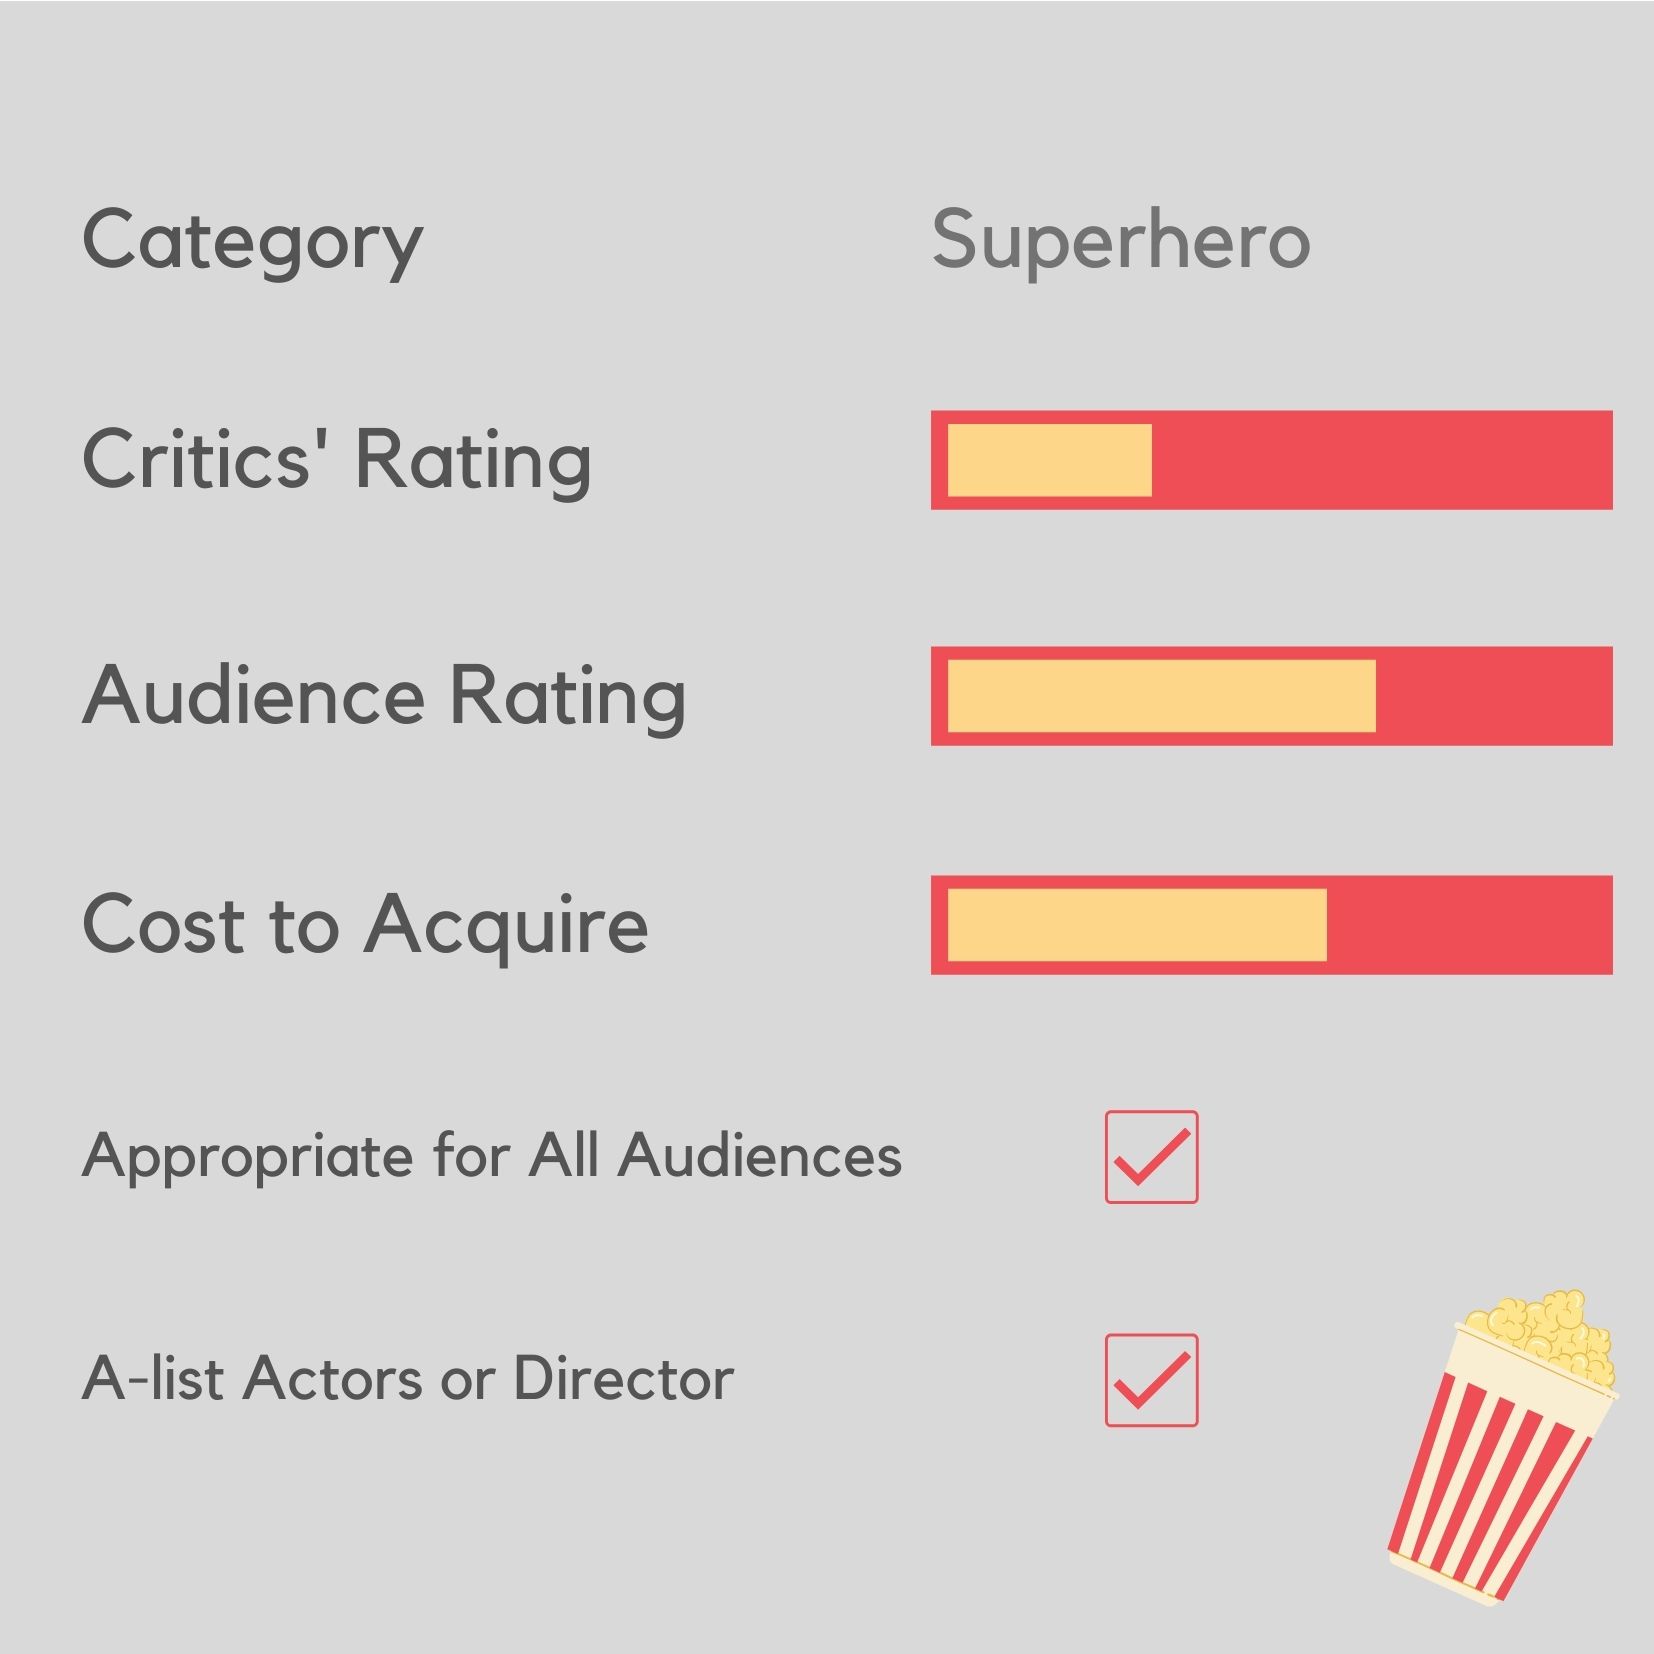 Category Superhero
Critics' Rating
Audience Rating
Cost to Acquire
Appropriate for All Audiences
A-list Actors or Director